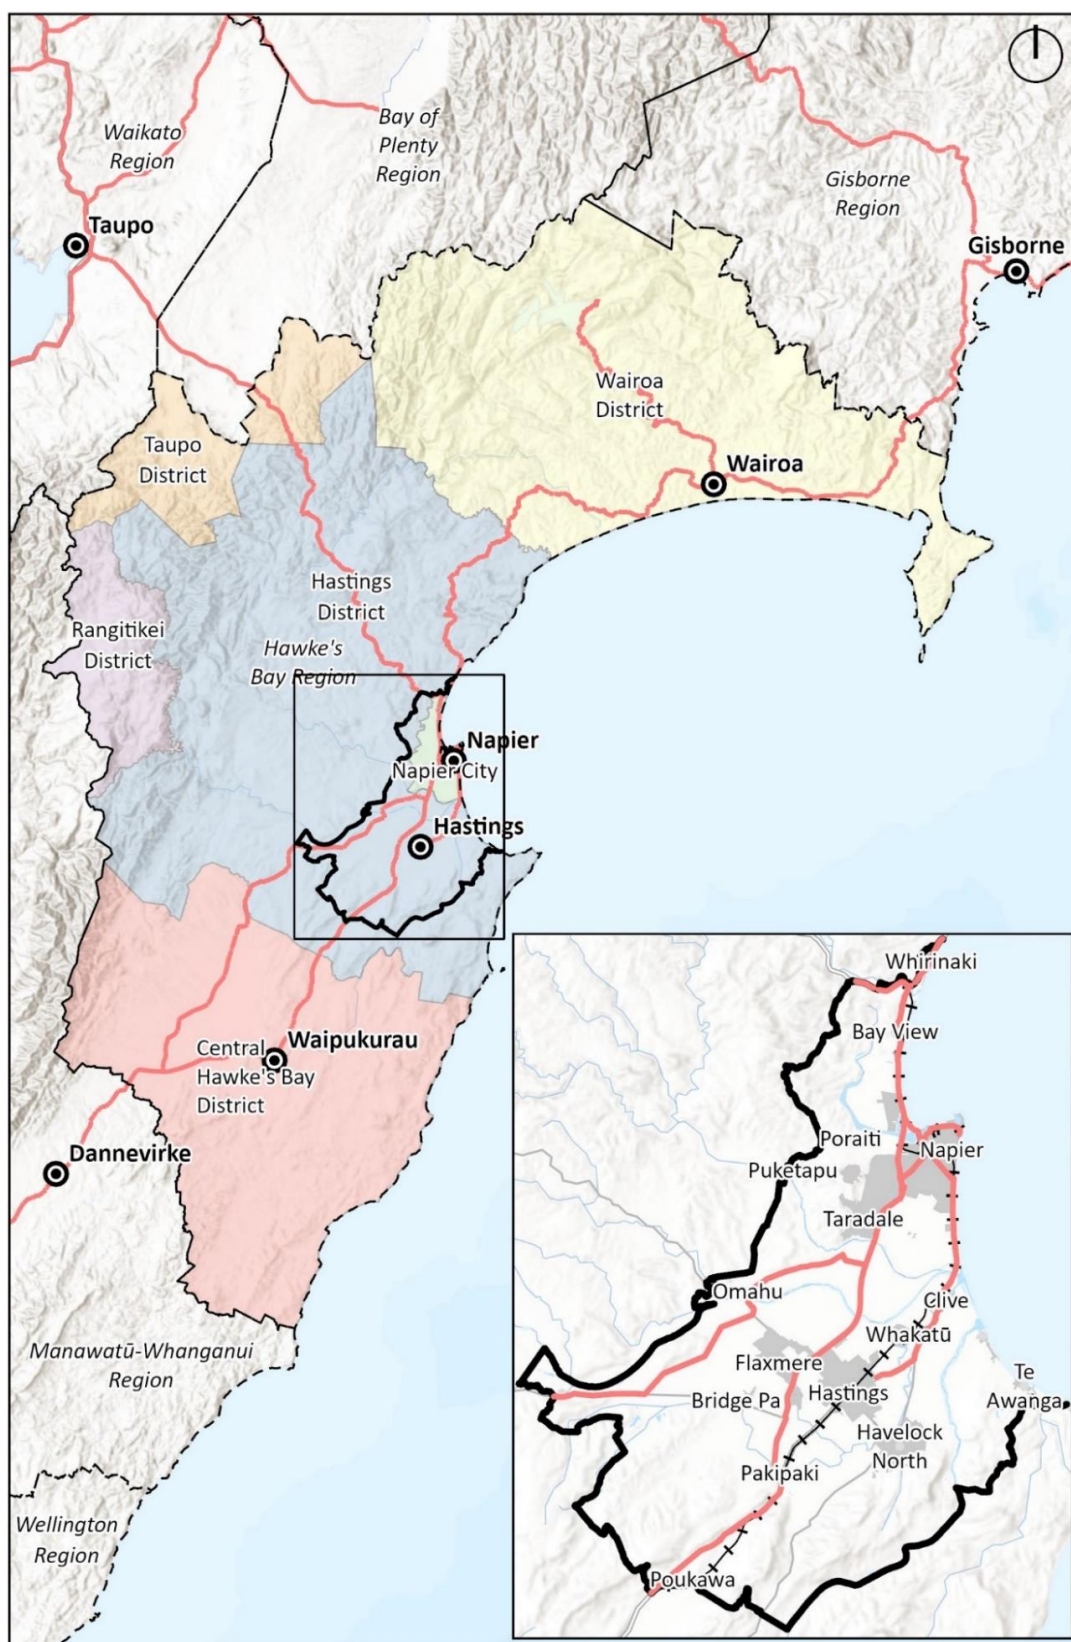 Waikato
Region
Bay of
Plenty
Region
Gisborne
Region
Taupo
Gisborne
Wairoa
District
Taupo
District
Wairoa
Hastings
District
Rangitikei
District
Hawke's
Bay Region
Napier
Napier City
Hastings
Waipukurau
Central
Hawke's Bay
District
Dannevirke
Manawatū-Whanganui
Region
Wellington
Region
Whirinaki
Bay View
Poraiti
Napier
Puketapu
Taradale
Omahu
Clive
Whakatū
Flaxmere
Hastings
Bridge Pa
Te
Awanga
Havelock
North
Pakipaki
Poukawa